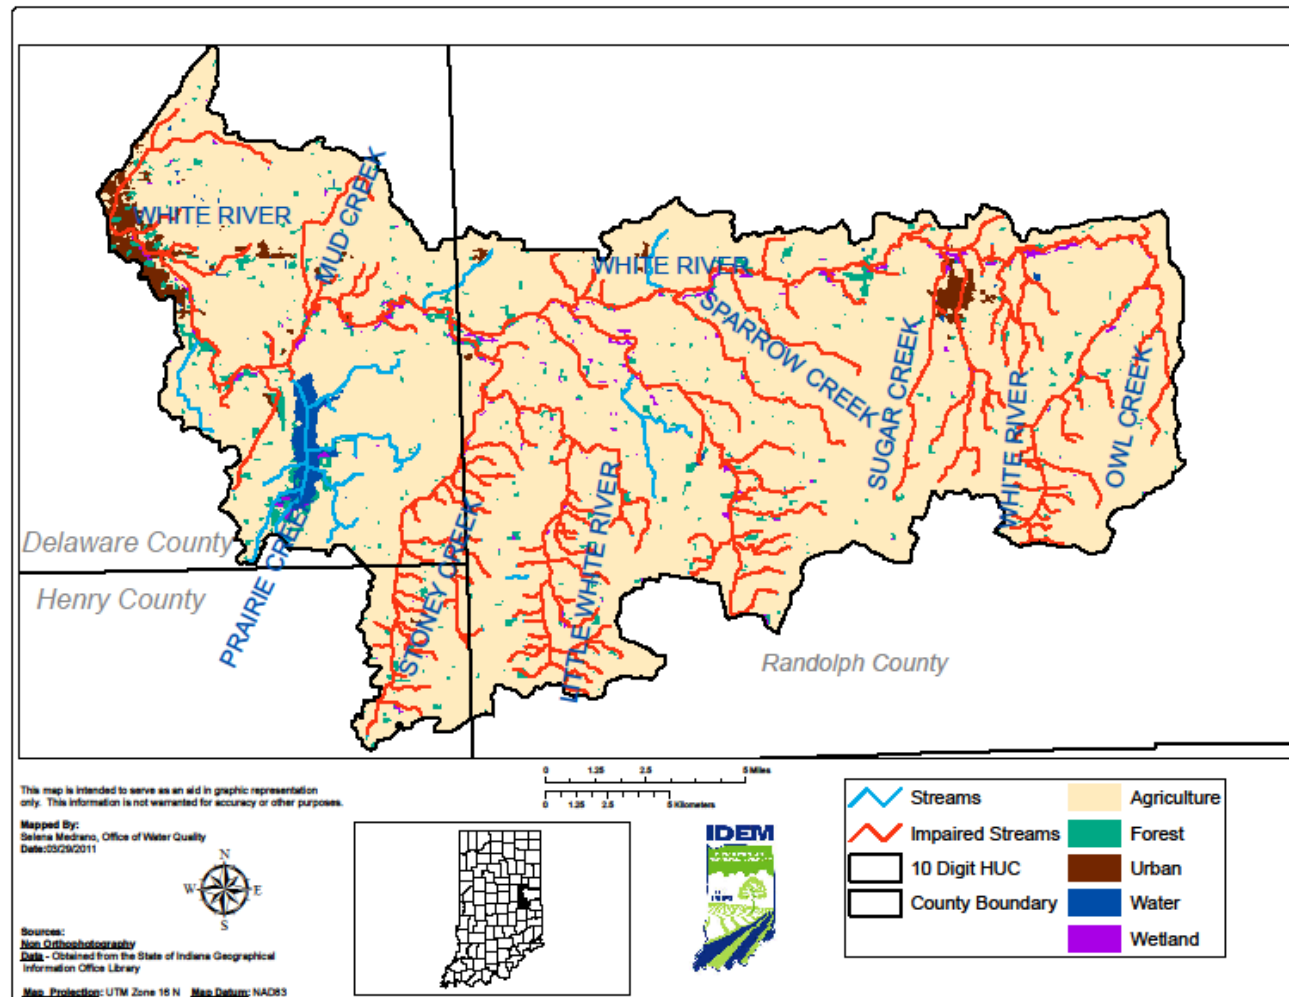 MUD CREEK
WHITE RIVER
WHITE RIVER
SPARROW CREEK
SUGAR CREEK
WHITE RIVER
OWL CREEK
Delaware County
Henry County
PRAIRIE CREEK
STONEY CREEK
LITTLE WHITE RIVER
Randolph County
This map is intended to serve as an aid in graphic representation
only. This information is not warranted for accuracy or other purposes.
Mapped By:
Selena Medrano, Office of Water Quality
Date:03/29/2011
N
W E
S
Sources:
Non Orthophotography
Data - Obtained from the State of Indiana Geographical
Information Office Library
Map Projection: UTM Zone 16 N Map Datum: NAD83
0 1.25 2.5 5 Miles
0 1.25 2.5 5 Kilometers
IDEM
Streams
Impaired Streams
10 Digit HUC
County Boundary
Agriculture
Forest
Urban
Water
Wetland